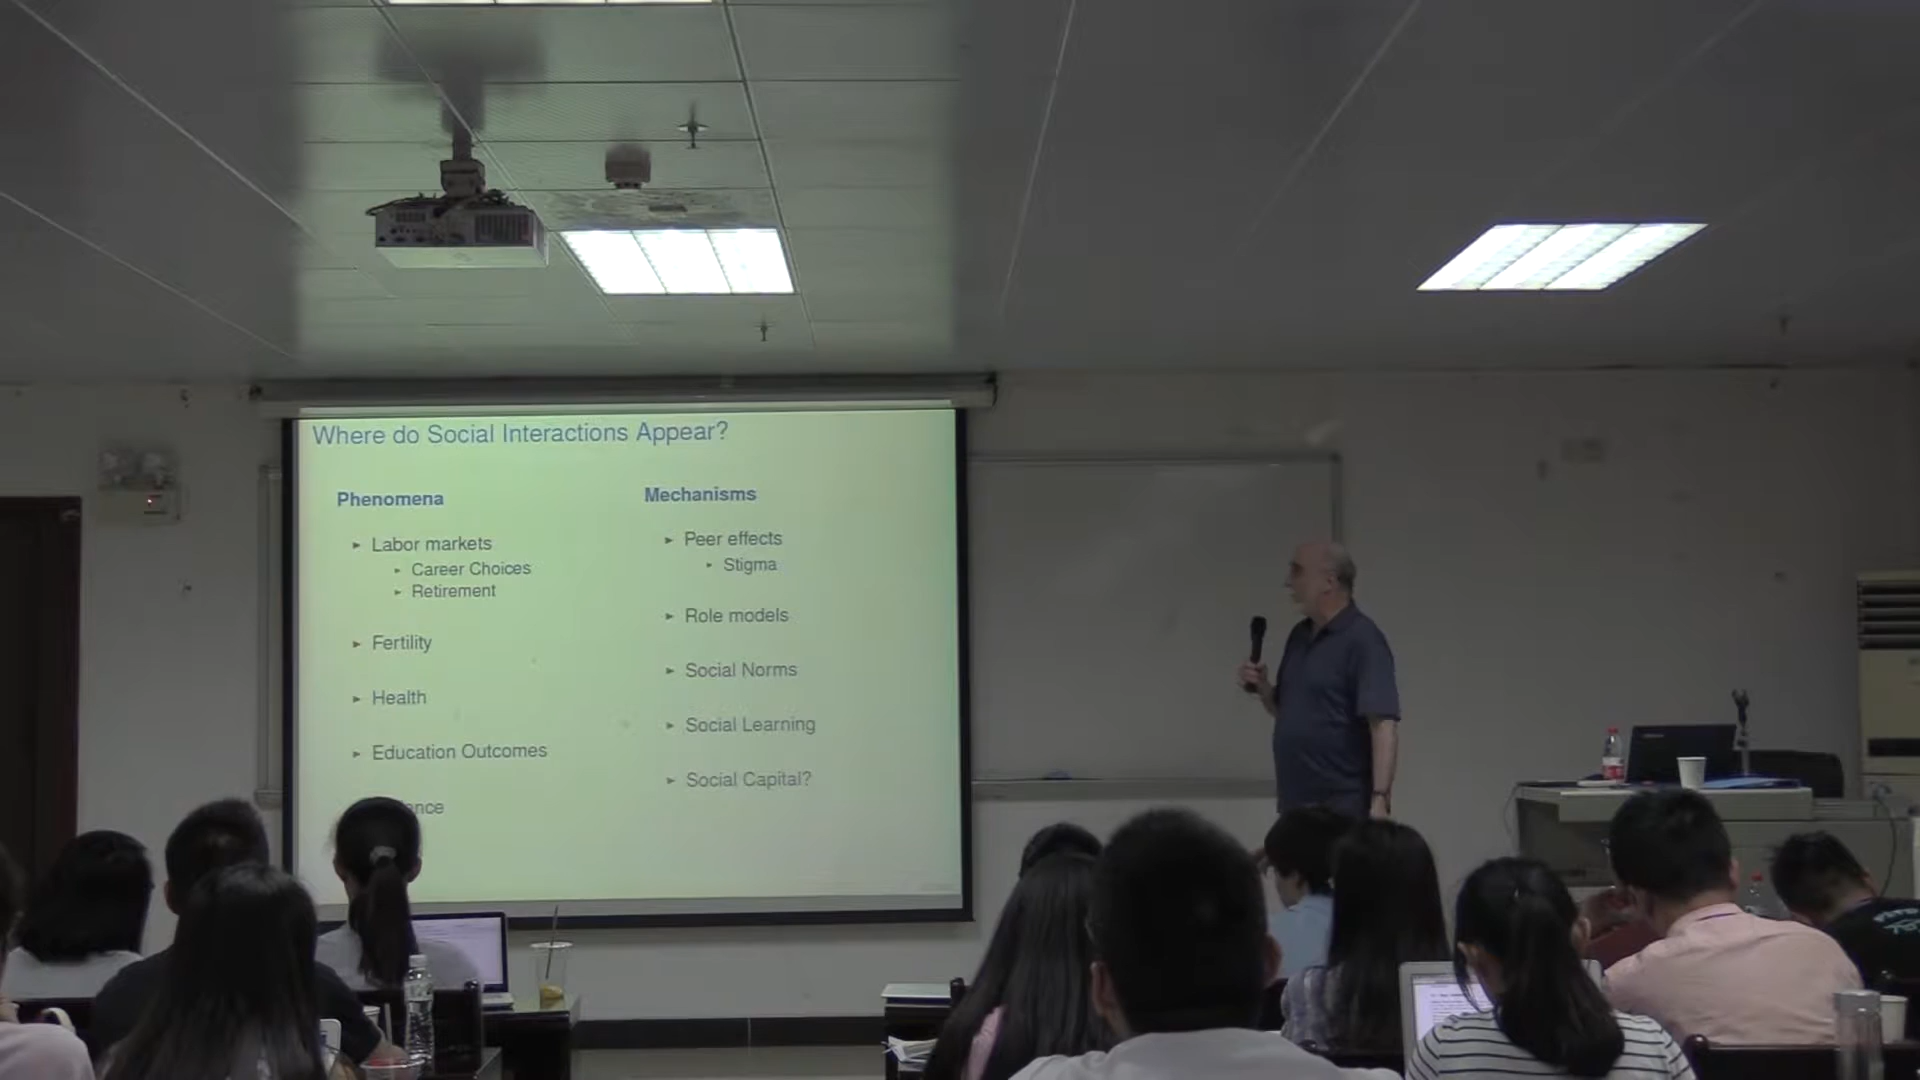 Where do Social Interactions Appear?
Phenomena
► Labor markets
► Career Choices
► Retirement
► Fertility
► Health
► Education Outcomes
Mechanisms
► Peer effects
► Stigma
► Role models
► Social Norms
► Social Learning
► Social Capital?